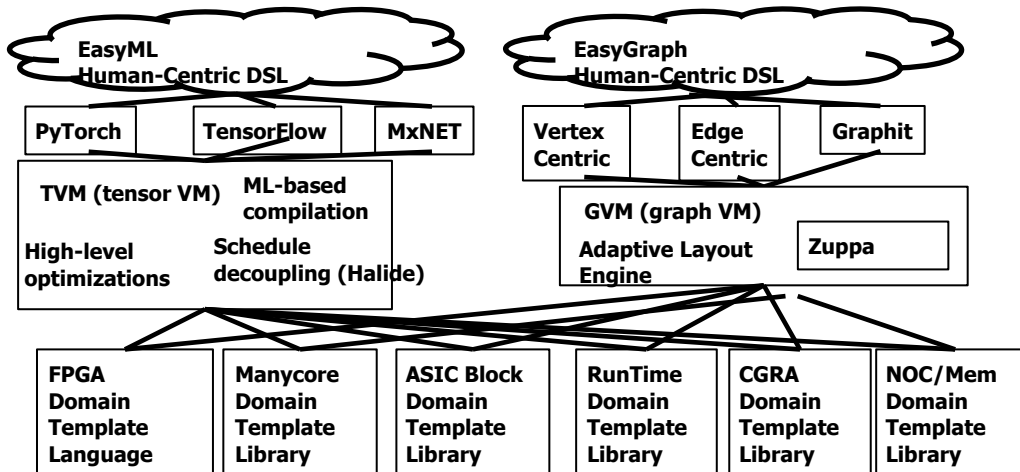 EasyML
Human-Centric DSL
EasyGraph
Human-Centric DSL
PyTorch
TensorFlow
MxNET
Vertex
Centric
Edge
Centric
Graphit
TVM (tensor VM)
ML-based
compilation
High-level
optimizations
Schedule
decoupling (Halide)
GVM (graph VM)
Adaptive Layout
Engine
Zuppa
FPGA
Domain
Template
Language
Manycore
Domain
Template
Library
ASIC Block
Domain
Template
Library
RunTime
Domain
Template
Library
CGRA
Domain
Template
Library
NOC/Mem
Domain
Template
Library